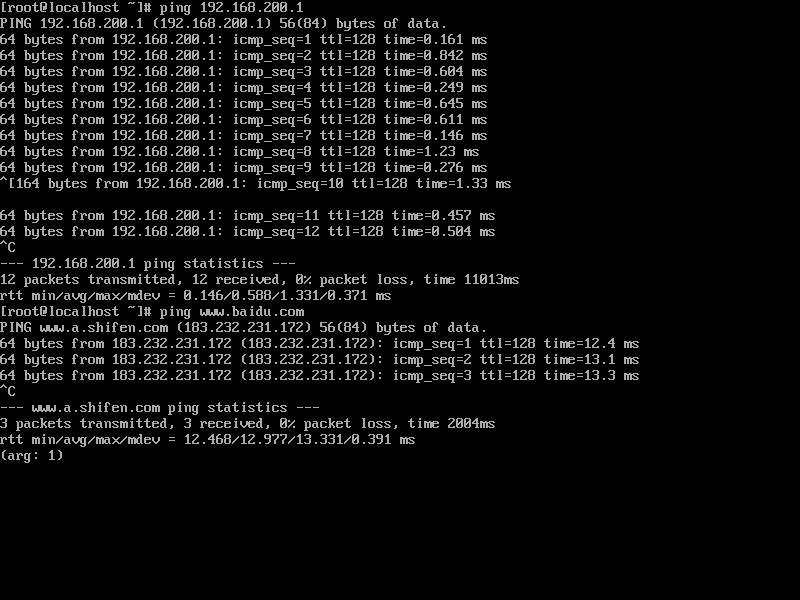 [root@localhost ~]# ping 192.168.200.1
PING 192.168.200.1 (192.168.200.1) 56(84) bytes of data.
64 bytes from 192.168.200.1: icmp_seq=1 ttl=128 time=0.161 ms
64 bytes from 192.168.200.1: icmp_seq=2 ttl=128 time=0.842 ms
64 bytes from 192.168.200.1: icmp_seq=3 ttl=128 time=0.604 ms
64 bytes from 192.168.200.1: icmp_seq=4 ttl=128 time=0.249 ms
64 bytes from 192.168.200.1: icmp_seq=5 ttl=128 time=0.645 ms
64 bytes from 192.168.200.1: icmp_seq=6 ttl=128 time=0.611 ms
64 bytes from 192.168.200.1: icmp_seq=7 ttl=128 time=0.146 ms
64 bytes from 192.168.200.1: icmp_seq=8 ttl=128 time=1.23 ms
64 bytes from 192.168.200.1: icmp_seq=9 ttl=128 time=0.276 ms
^[164 bytes from 192.168.200.1: icmp_seq=10 ttl=128 time=1.33 ms
64 bytes from 192.168.200.1: icmp_seq=11 ttl=128 time=0.457 ms
64 bytes from 192.168.200.1: icmp_seq=12 ttl=128 time=0.504 ms
^C
--- 192.168.200.1 ping statistics ---
12 packets transmitted, 12 received, 0% packet loss, time 11013ms
rtt min/avg/max/mdev = 0.146/0.588/1.331/0.371 ms
[root@localhost ~]# ping www.baidu.com
PING www.a.shifen.com (183.232.231.172) 56(84) bytes of data.
64 bytes from 183.232.231.172 (183.232.231.172): icmp_seq=1 ttl=128 time=12.4 ms
64 bytes from 183.232.231.172 (183.232.231.172): icmp_seq=2 ttl=128 time=13.1 ms
64 bytes from 183.232.231.172 (183.232.231.172): icmp_seq=3 ttl=128 time=13.3 ms
^C
--- www.a.shifen.com ping statistics ---
3 packets transmitted, 3 received, 0% packet loss, time 2004ms
rtt min/avg/max/mdev = 12.468/12.977/13.331/0.391 ms
(arg: 1)